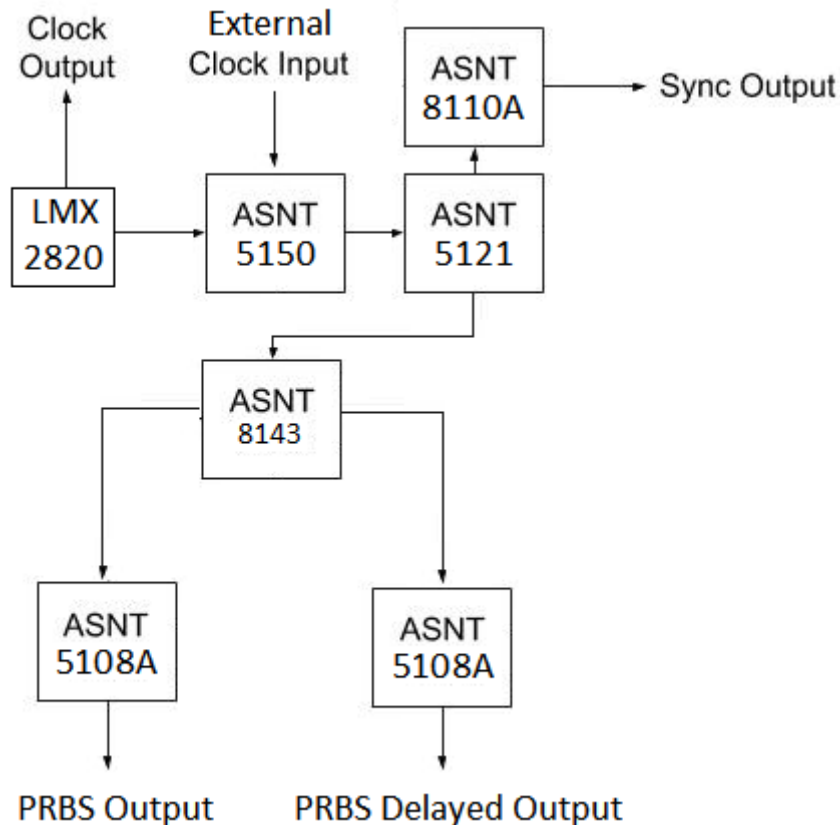 Clock
Output
External
Clock Input
ASNT
8110A
Sync Output
LMX
2820
ASNT
5150
ASNT
5121
ASNT
8143
ASNT
5108A
ASNT
5108A
PRBS Output
PRBS Delayed Output